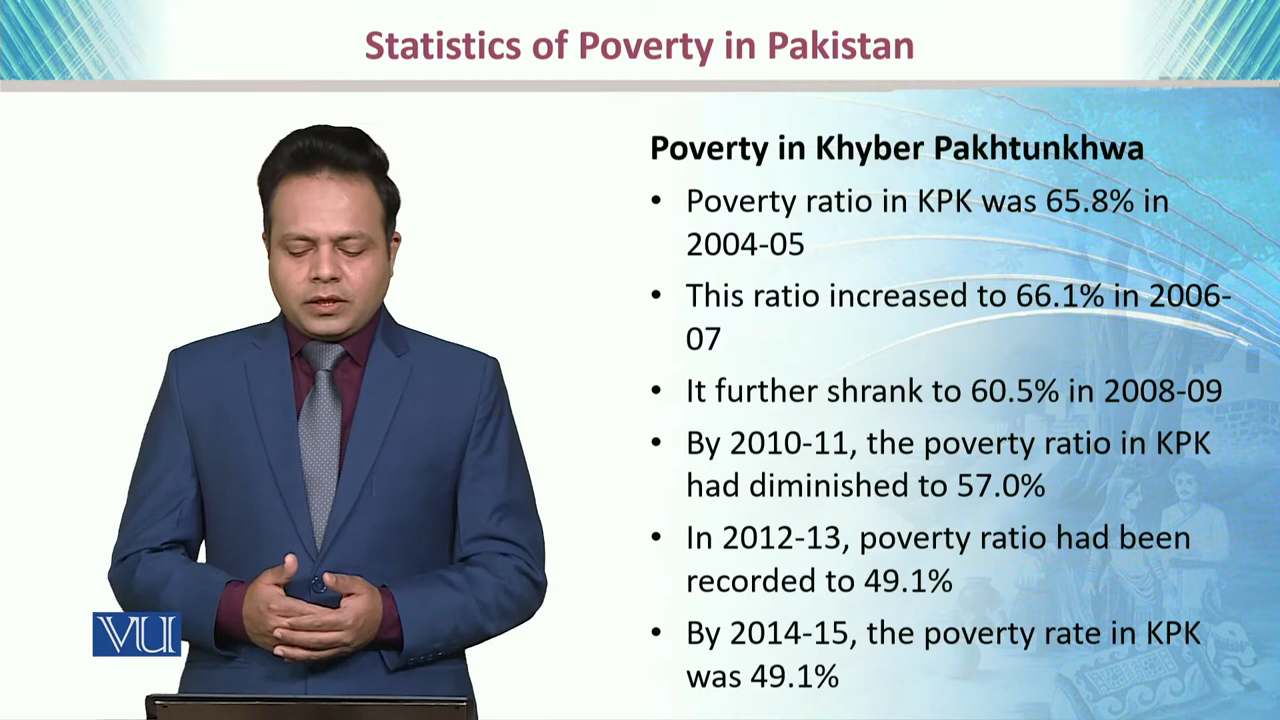 Statistics of Poverty in Pakistan
Poverty in Khyber Pakhtunkhwa
• Poverty ratio in KPK was 65.8% in
2004-05
• This ratio increased to 66.1% in 2006-
07
• It further shrank to 60.5% in 2008-09
• By 2010-11, the poverty ratio in KPK
had diminished to 57.0%
• In 2012-13, poverty ratio had been
recorded to 49.1%
• By 2014-15, the poverty rate in KPK
was 49.1%
VU